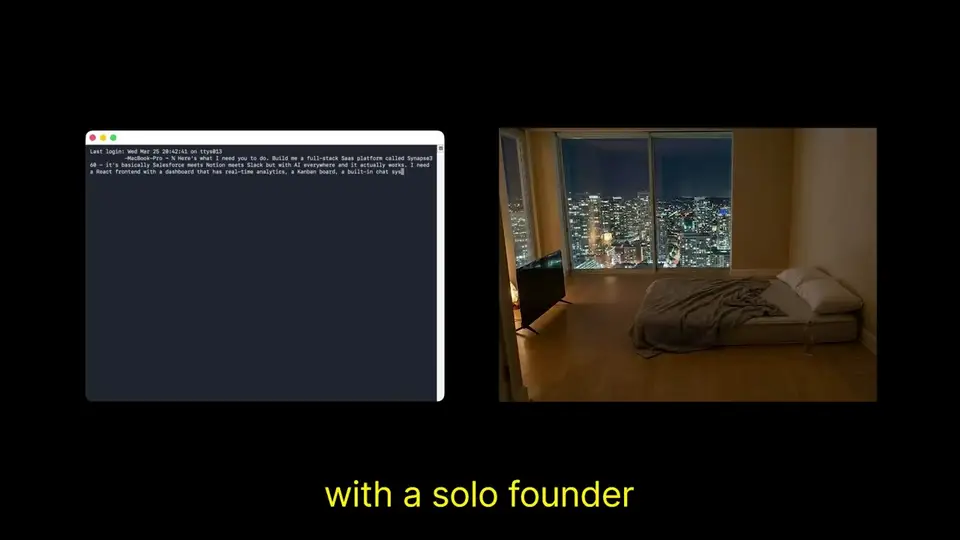 Last login: Wed Mar 25 20:42:41 on ttys013
-MacBook-Pro ~ % Here's what I need you to do. Build me a full-stack SaaS platform called Synapse3
60 — it's basically Salesforce meets Notion meets Slack but with AI everywhere and it actually works. I need
a React frontend with a dashboard that has real-time analytics, a Kanban board, a built-in chat sys
with a solo founder